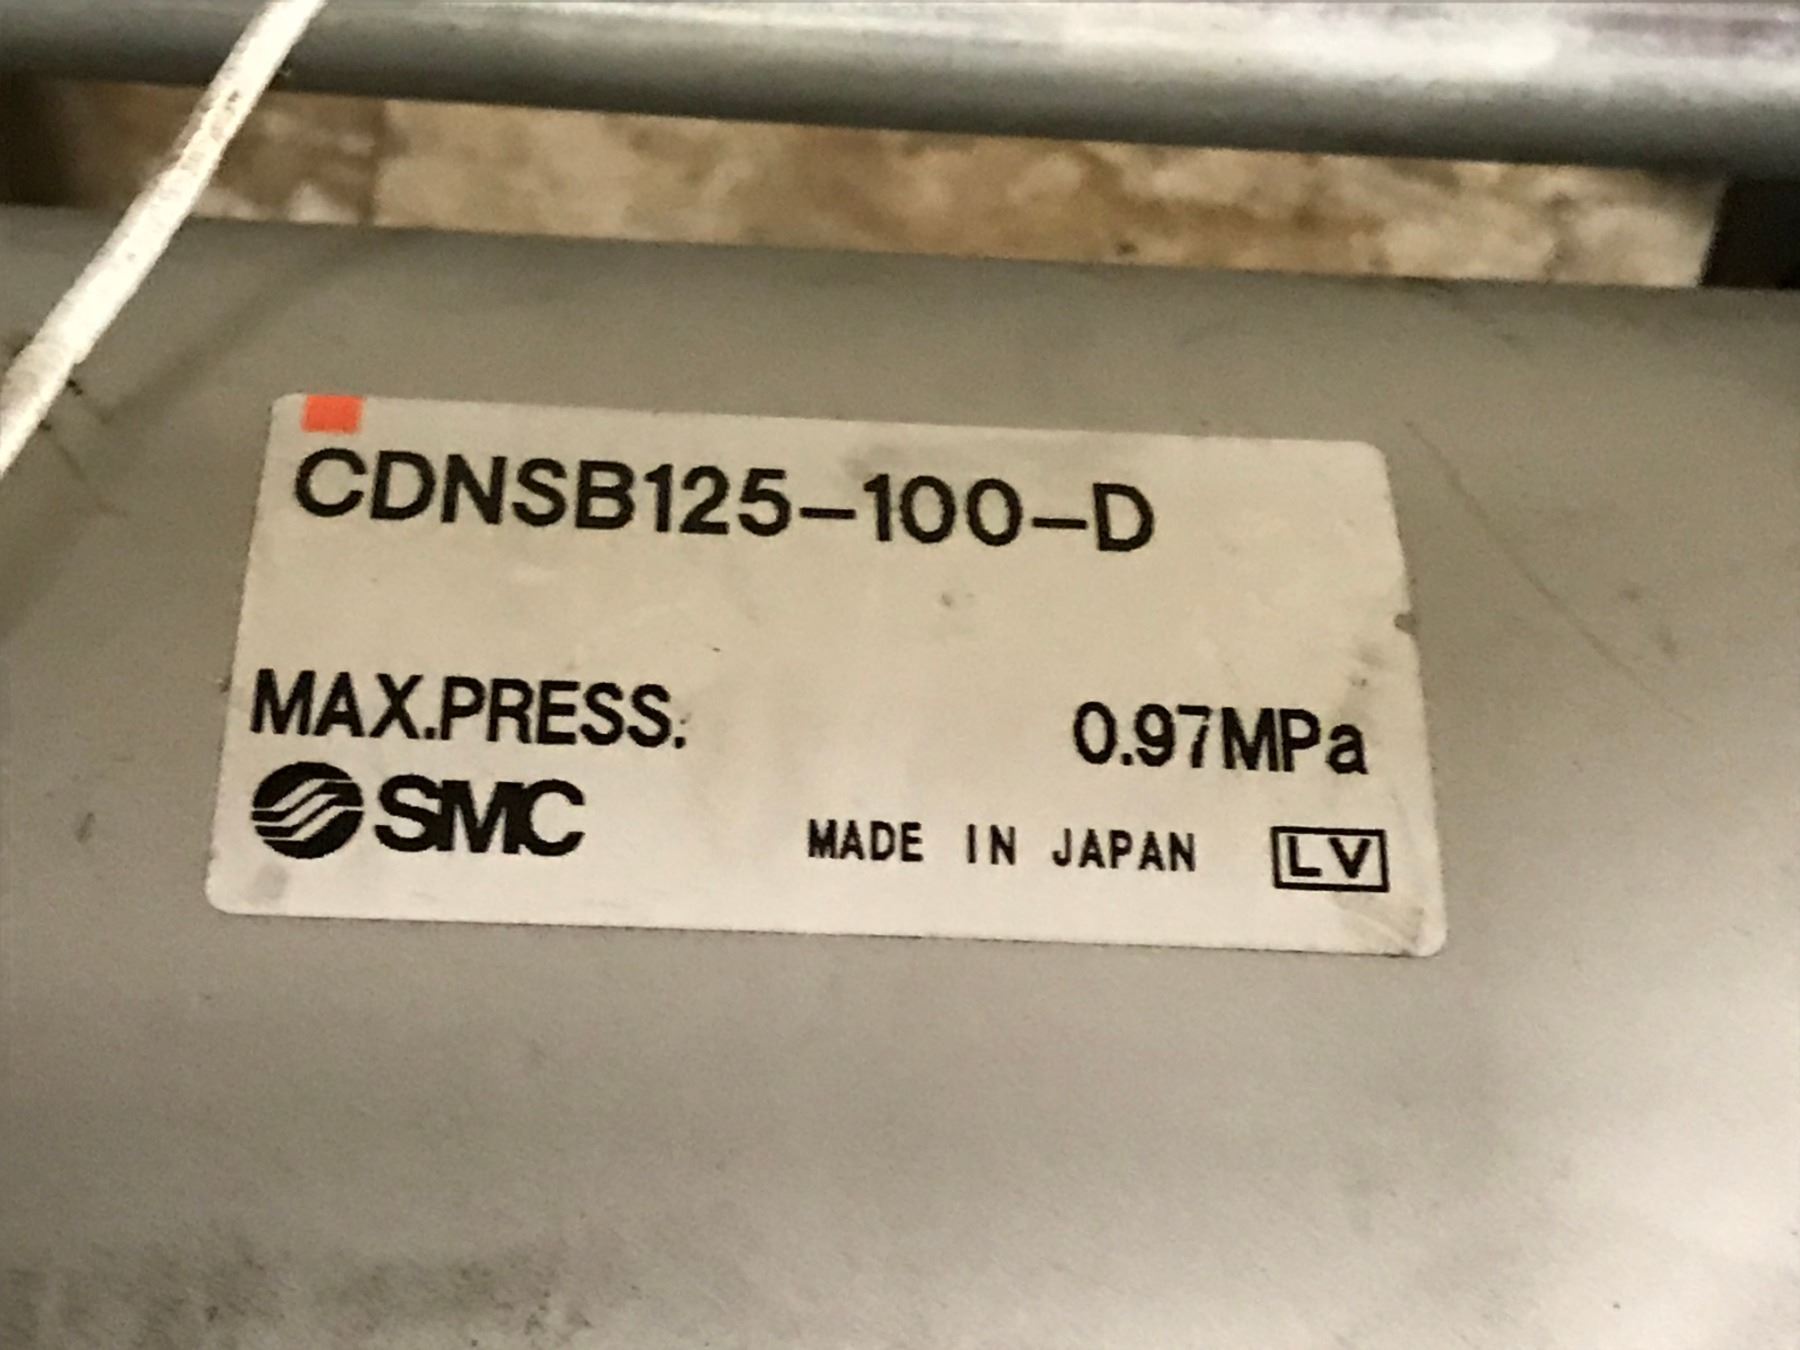 CDNSB125-100-D
MAX.PRESS. 0.97MPa
SMC MADE IN JAPAN LV